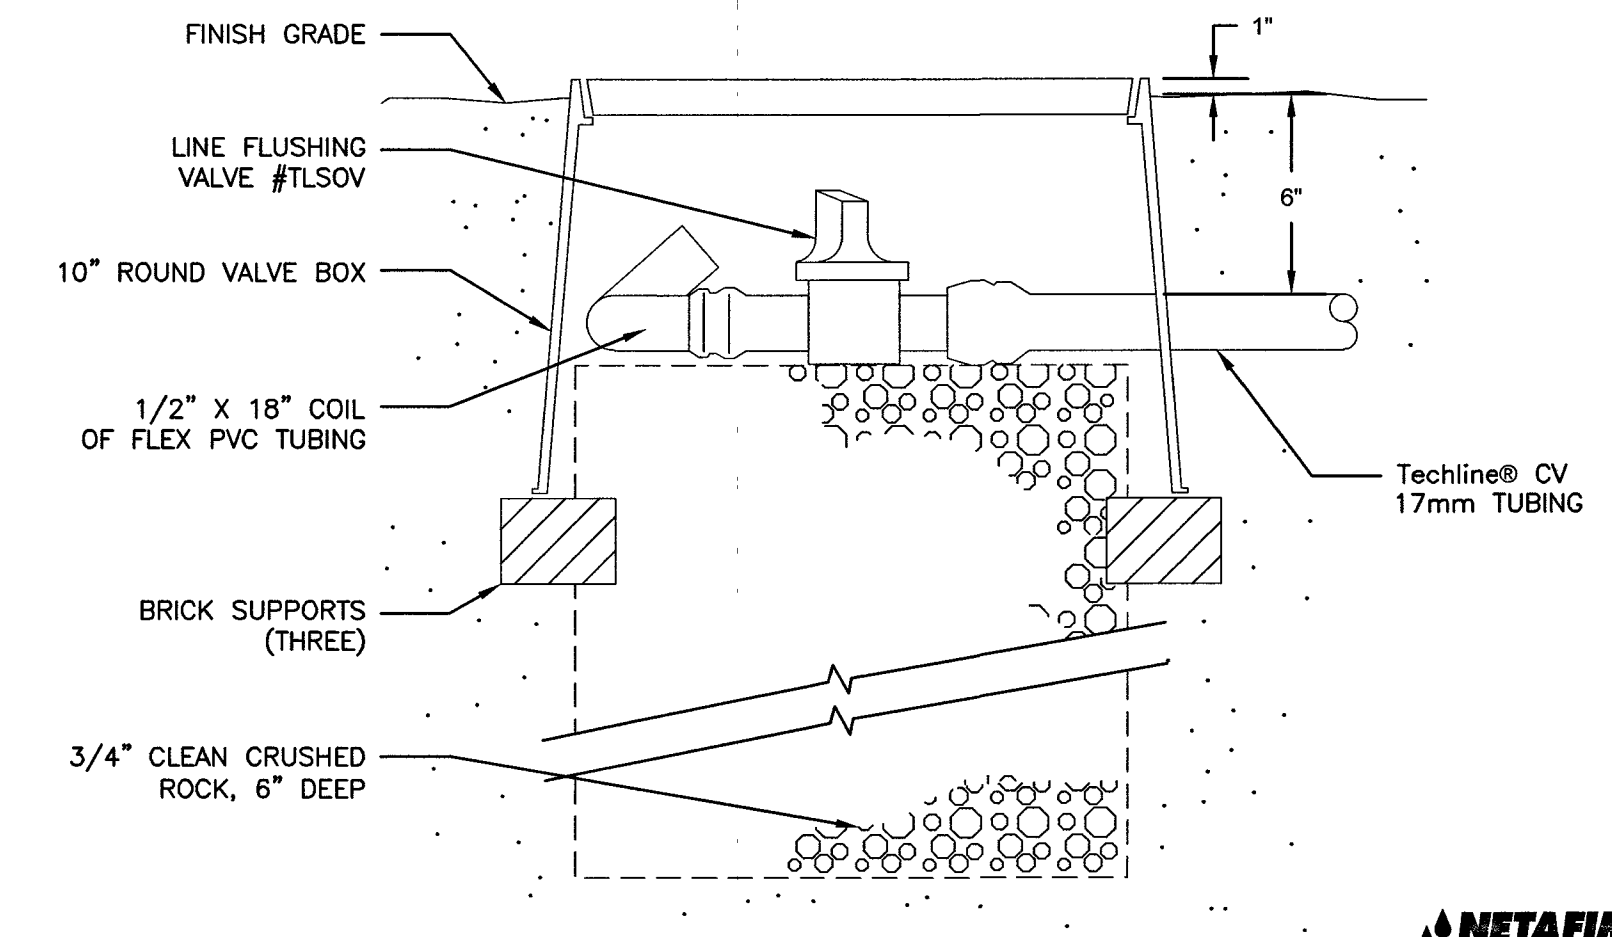 FINISH GRADE
1"
LINE FLUSHING
VALVE #TLSOV
6"
10" ROUND VALVE BOX
1/2" X 18" COIL
OF FLEX PVC TUBING
Techline® CV
17mm TUBING
BRICK SUPPORTS
(THREE)
3/4" CLEAN CRUSHED
ROCK, 6" DEEP